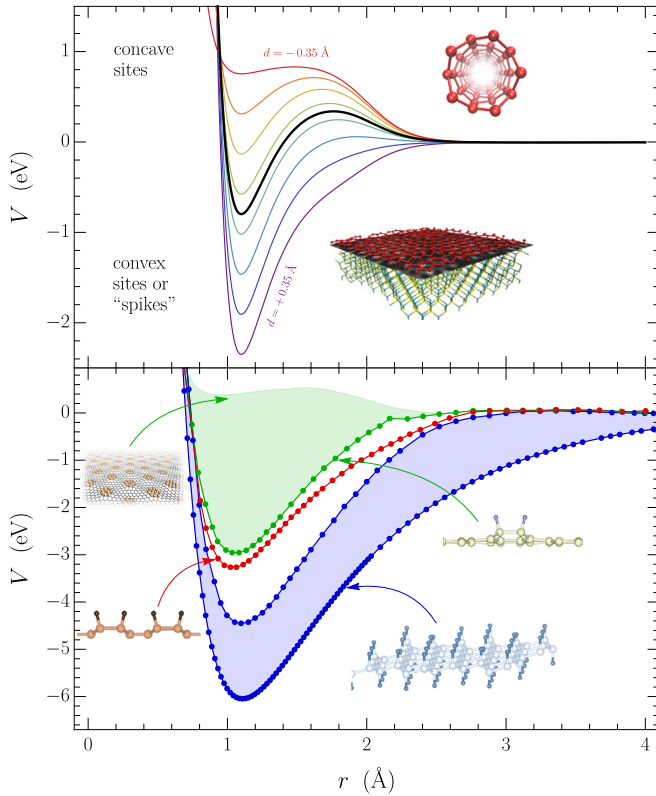 1
0
−1
−2
V (eV)
concave
sites
d = −0.35 Å
convex
sites or
“spikes”
d = +0.35 Å
0
−1
−2
−3
−4
−5
−6
V (eV)
0 1 2 3 4
r (Å)